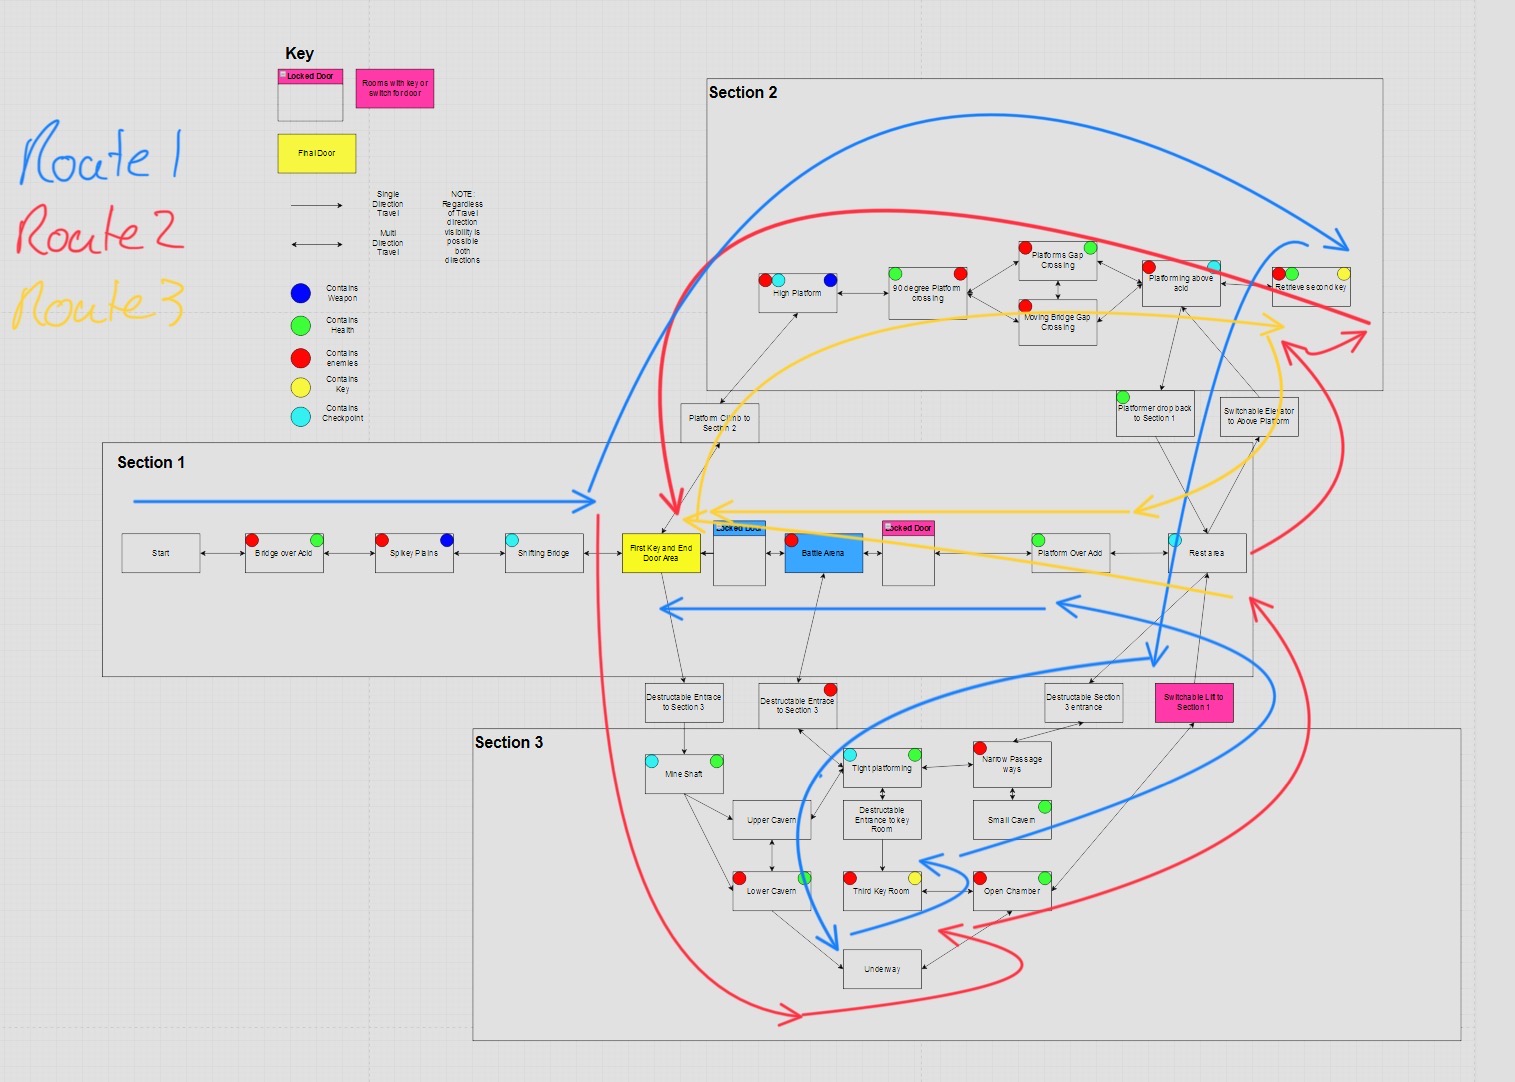 Key
Locked Door
Rooms with key or
switch for door
Route 1
Final Door
Single
Direction
Travel
NOTE:
Regardless
of Travel
direction
visibility is
possible
both
directions
Route 2
Multi
Direction
Travel
Route 3
Contains
Weapon
Contains
Health
Contains
enemies
Contains
Key
Contains
Checkpoint
Section 2
High Platform
90 degree Platform
crossing
Platforms Gap
Crossing
Moving Bridge Gap
Crossing
Platforming above
acid
Retrieve second key
Platform Climb to
Section 2
Platformer drop back
to Section 1
Switchable Elevator
to Above Platform
Section 1
Start
Bridge over Acid
Spikey Plains
Shifting Bridge
First Key and End
Door Area
Locked Door
Battle Arena
Locked Door
Platform Over Acid
Rest area
Destructable Entrace
to Section 3
Destructable Entrace
to Section 3
Destructable Section
3 entrance
Switchable Lift to
Section 1
Section 3
Mine Shaft
Tight platforming
Narrow Passage
ways
Upper Cavern
Destructable
Entrance to key
Room
Small Cavern
Lower Cavern
Third Key Room
Open Chamber
Underway